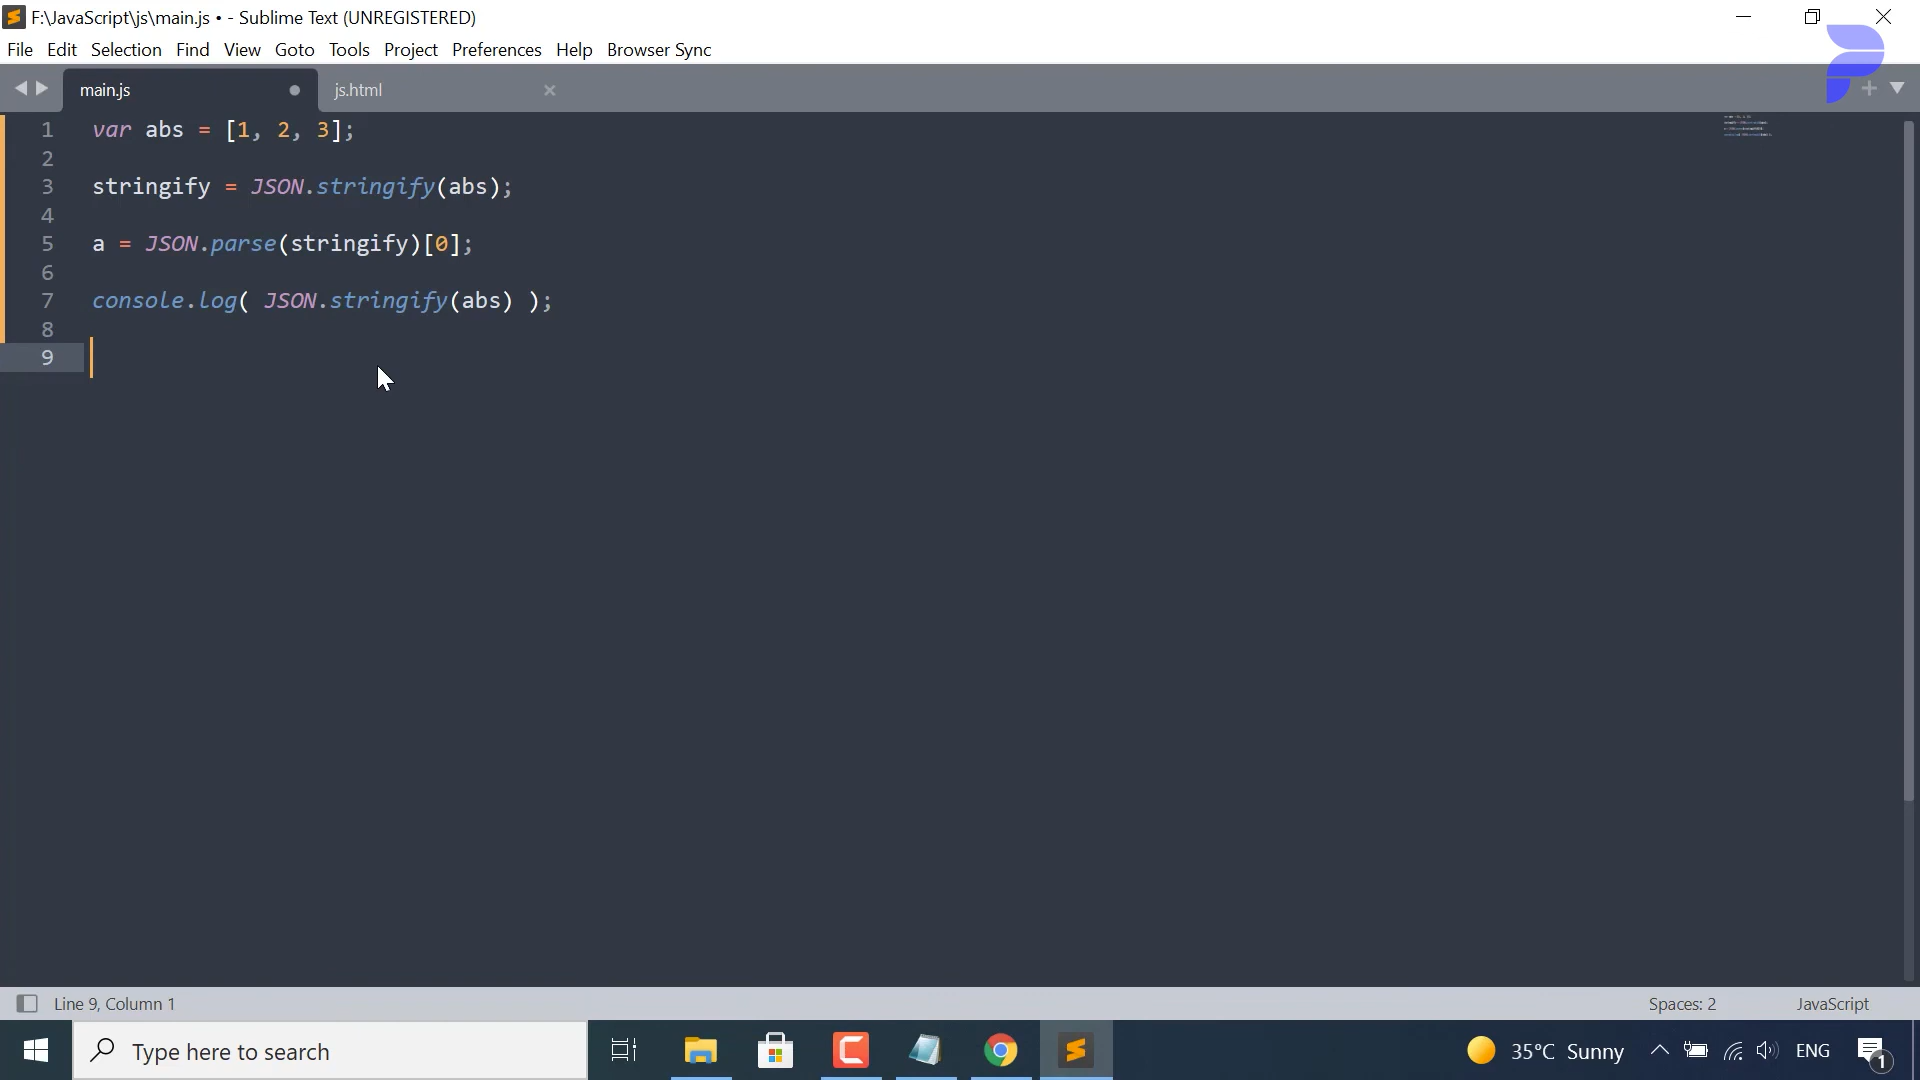 F:\JavaScript\js\main.js • - Sublime Text (UNREGISTERED)
File Edit Selection Find View Goto Tools Project Preferences Help Browser Sync
main.js js.html
1 var abs = [1, 2, 3];
2
3 stringify = JSON.stringify(abs);
4
5 a = JSON.parse(stringify)[0];
6
7 console.log( JSON.stringify(abs) );
8
9
Line 9, Column 1 Spaces: 2 JavaScript
Type here to search 35°C Sunny ENG 1